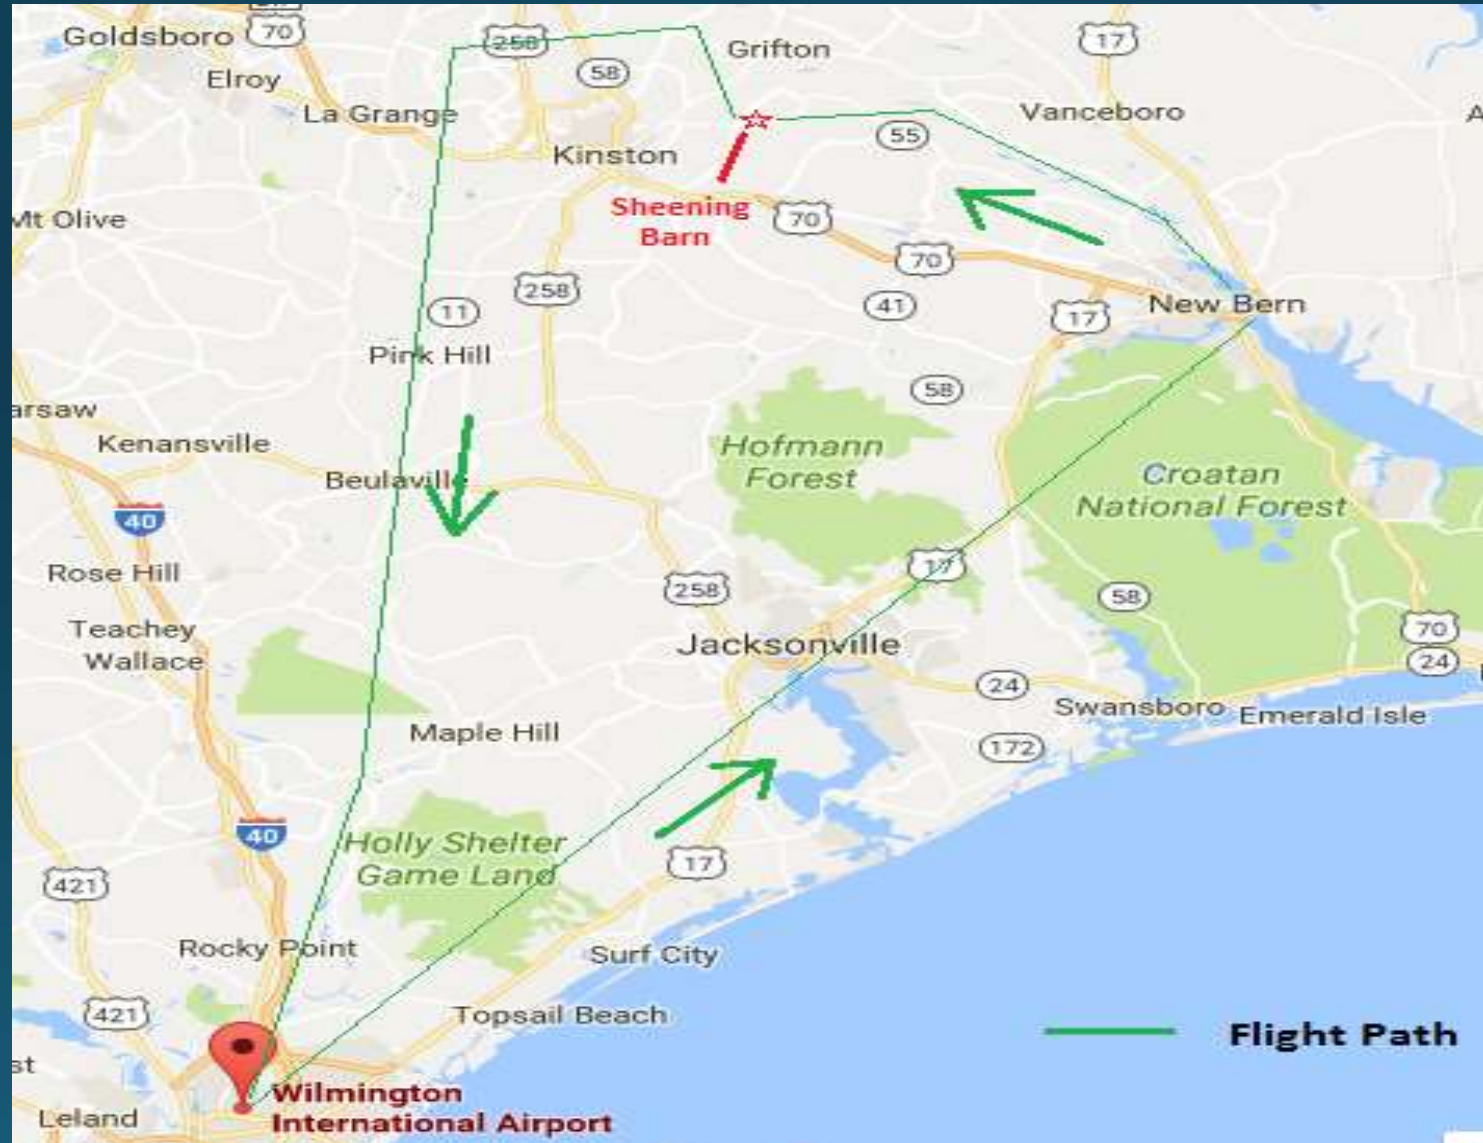 Goldsboro
70
258
Grifton
17
Elroy
58
La Grange
Vanceboro
55
Kinston
Sheening
Barn
Mt Olive
70
70
258
11
41
17
New Bern
Pink Hill
58
arsaw
Kenansville
Hofmann
Forest
Beulaville
Croatan
National Forest
40
Rose Hill
17
258
58
Teachey
Wallace
Jacksonville
70
24
24
Swansboro
Emerald Isle
Maple Hill
172
40
Holly Shelter
Game Land
17
421
Rocky Point
Surf City
421
Topsail Beach
Flight Path
st
Wilmington
International Airport
Leland